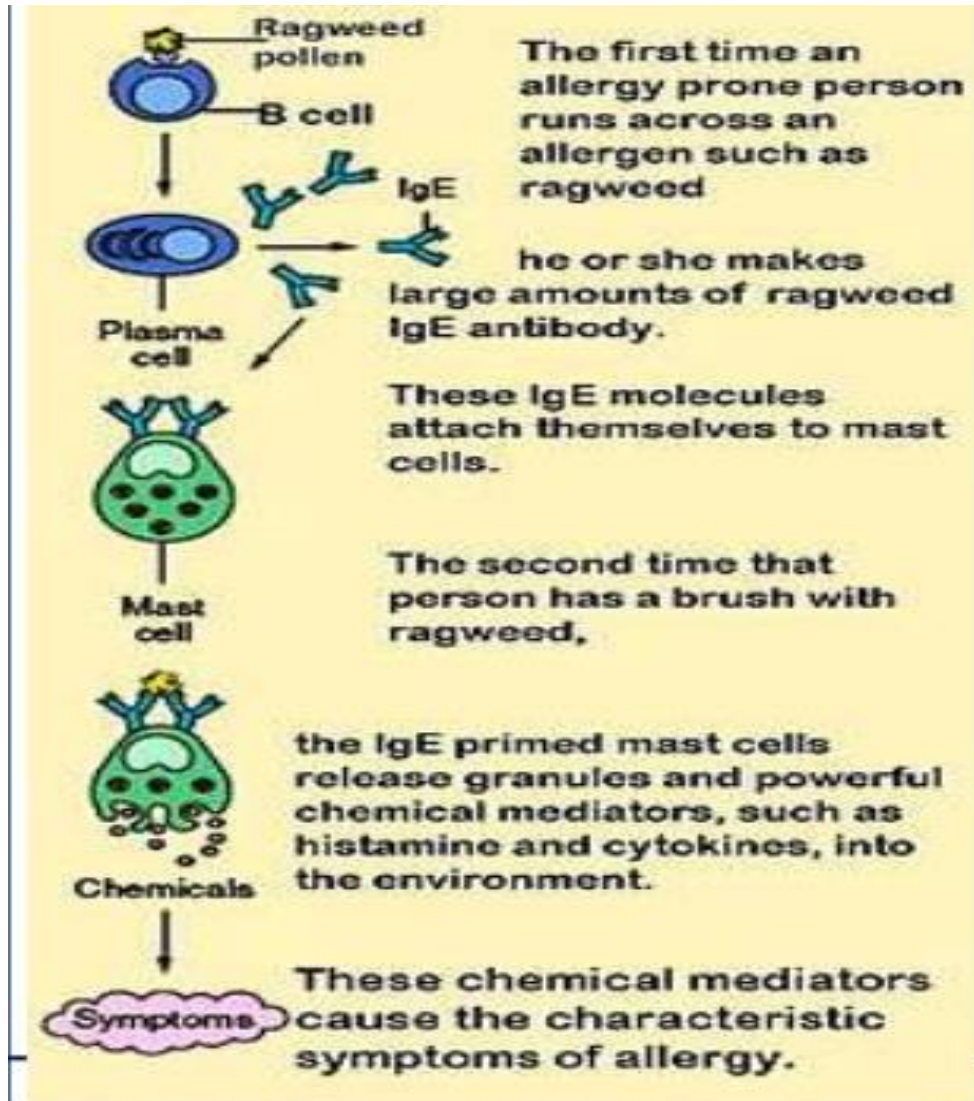 Ragweed
pollen
B cell
The first time an
allergy prone person
runs across an
allergen such as
ragweed
IgE
he or she makes
large amounts of ragweed
IgE antibody.
Plasma
cell
These IgE molecules
attach themselves to mast
cells.
Mast
cell
The second time that
person has a brush with
ragweed,
the IgE primed mast cells
release granules and powerful
chemical mediators, such as
histamine and cytokines, into
the environment.
Chemicals
Symptoms
These chemical mediators
cause the characteristic
symptoms of allergy.